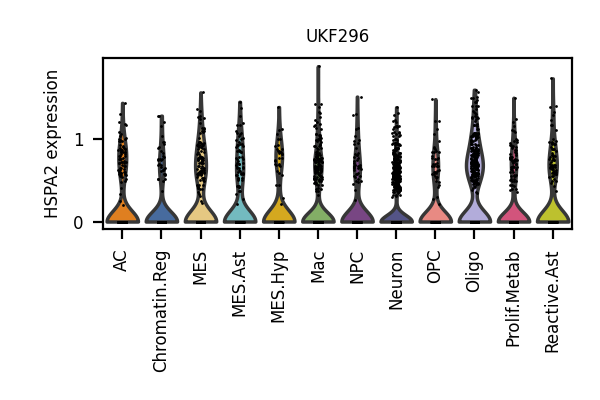 UKF296
HSPA2 expression
1
0
AC
Chromatin.Reg
MES
MES.Ast
MES.Hyp
Mac
NPC
Neuron
OPC
Oligo
Prolif.Metab
Reactive.Ast